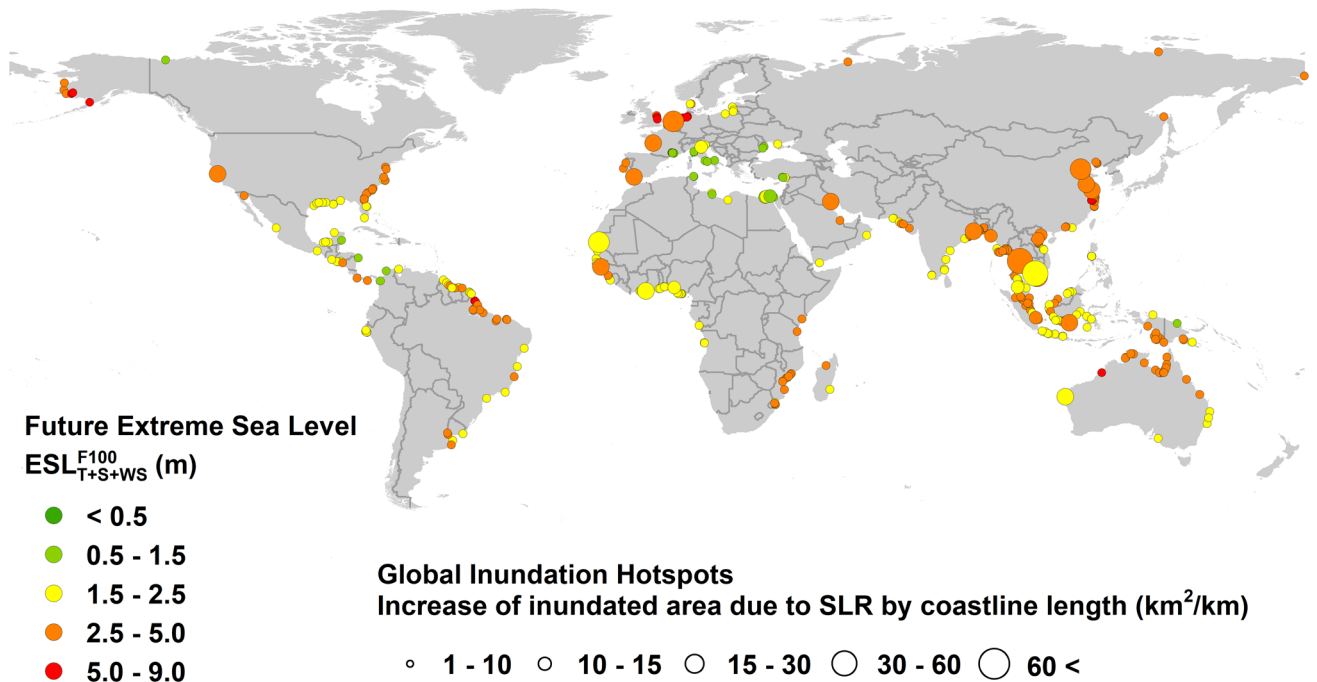 Future Extreme Sea Level
ESL^F100_T+S+WS (m)
< 0.5
0.5 - 1.5
1.5 - 2.5
2.5 - 5.0
5.0 - 9.0
Global Inundation Hotspots
Increase of inundated area due to SLR by coastline length (km²/km)
1 - 10 10 - 15 15 - 30 30 - 60 60 <